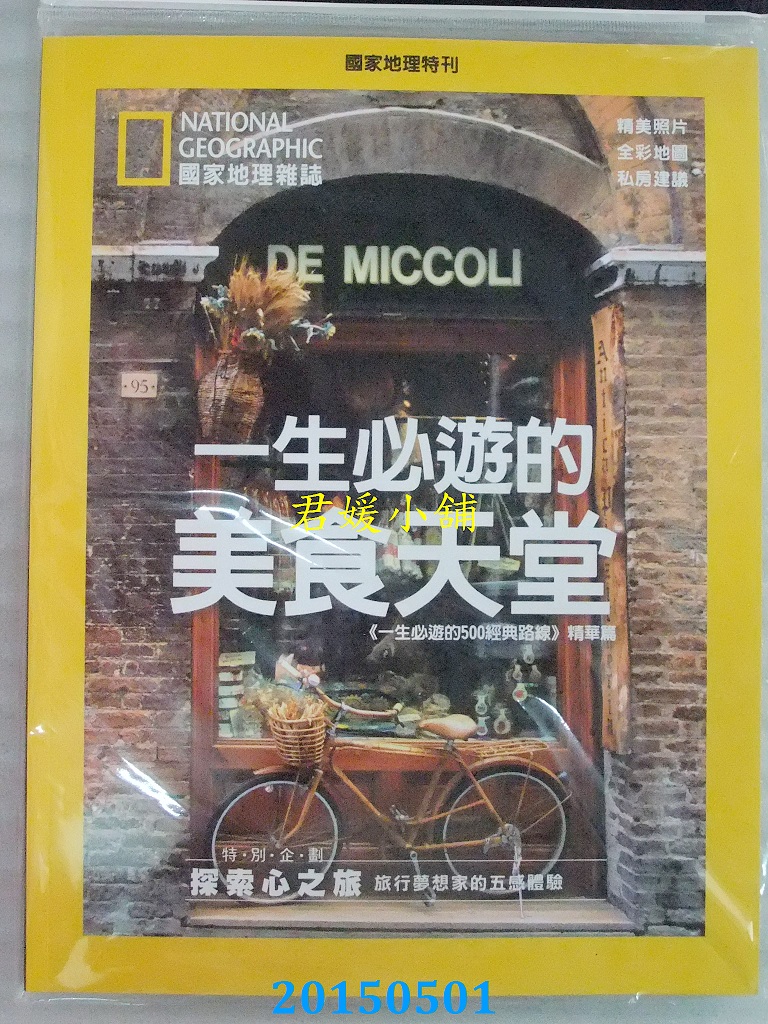 國家地理特刊
NATIONAL
GEOGRAPHIC
國家地理雜誌
精美照片
全彩地圖
私房建議
DE MICCOLI
95
一生必遊的
君媛小舖
美食天堂
《一生必遊的500經典路線》精華篇
特·別·企·劃
探索心之旅 旅行夢想家的五感體驗
20150501